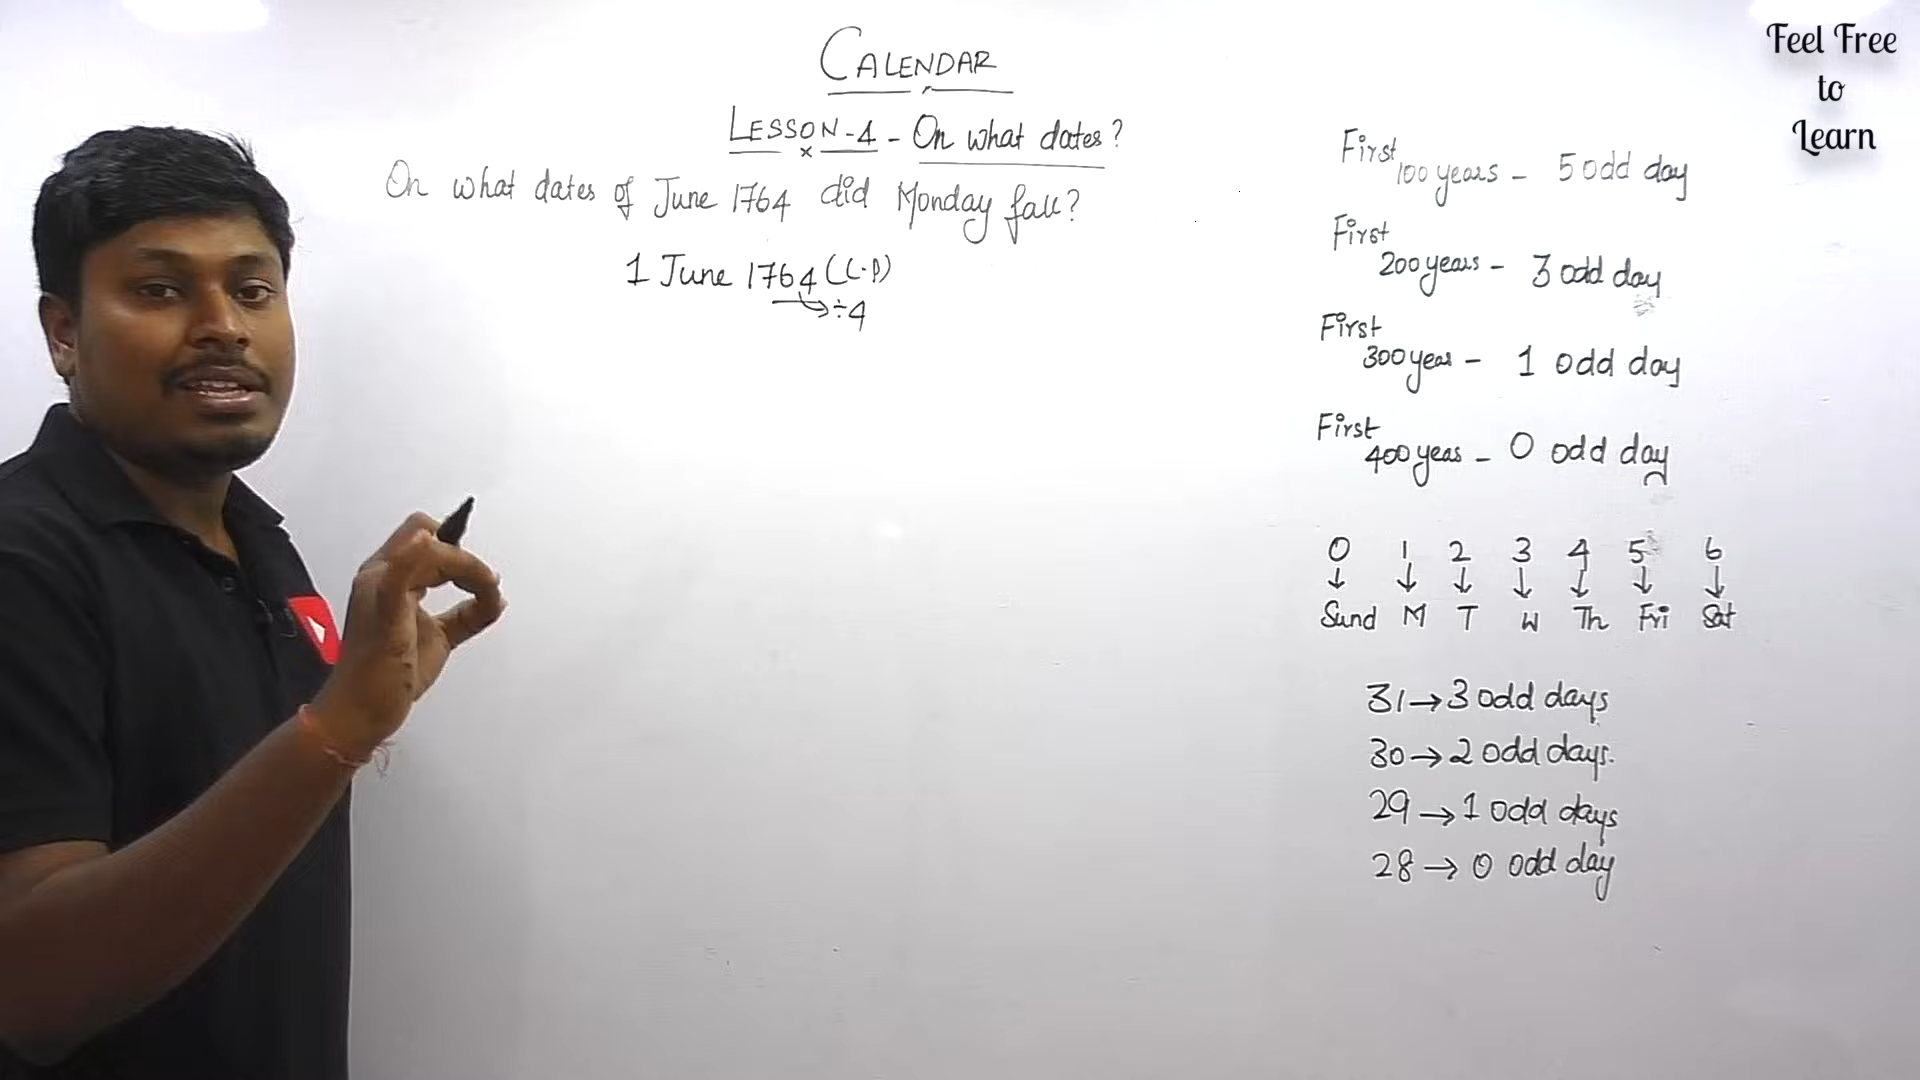 CALENDAR
LESSON-4 - On what dates?
On what dates of June 1764 did Monday fall?
1 June 1764 (L.P)
÷4
Feel Free
to
Learn
First
100 years - 5 odd day
First
200 years - 3 odd day
First
300 year - 1 odd day
First
400 yeas - 0 odd day
0 1 2 3 4 5 6
↓ ↓ ↓ ↓ ↓ ↓ ↓
Sund M T W Th Fri Sat
31 → 3 odd days
30 → 2 odd days.
29 → 1 odd days
28 → 0 odd day